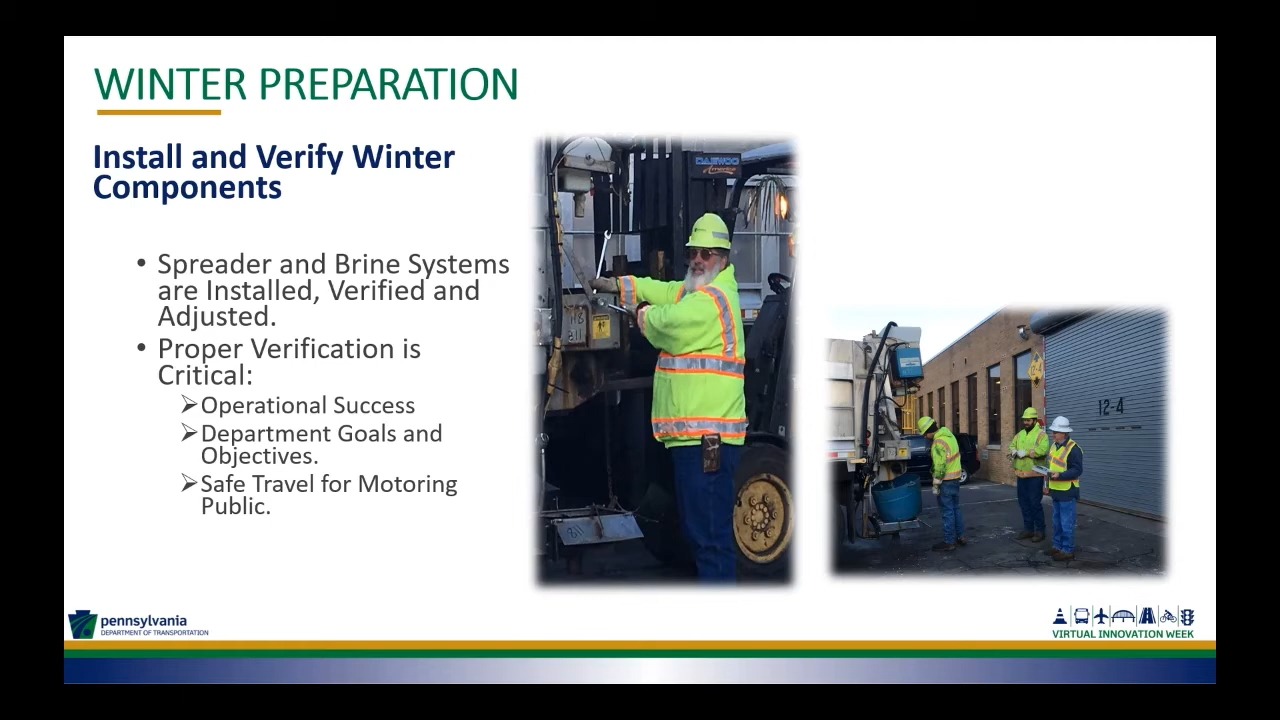 WINTER PREPARATION
Install and Verify Winter
Components
• Spreader and Brine Systems
are Installed, Verified and
Adjusted.
• Proper Verification is
Critical:
➢Operational Success
➢Department Goals and
Objectives.
➢Safe Travel for Motoring
Public.
DAEWOO
America
12-4
pennsylvania
DEPARTMENT OF TRANSPORTATION
VIRTUAL INNOVATION WEEK